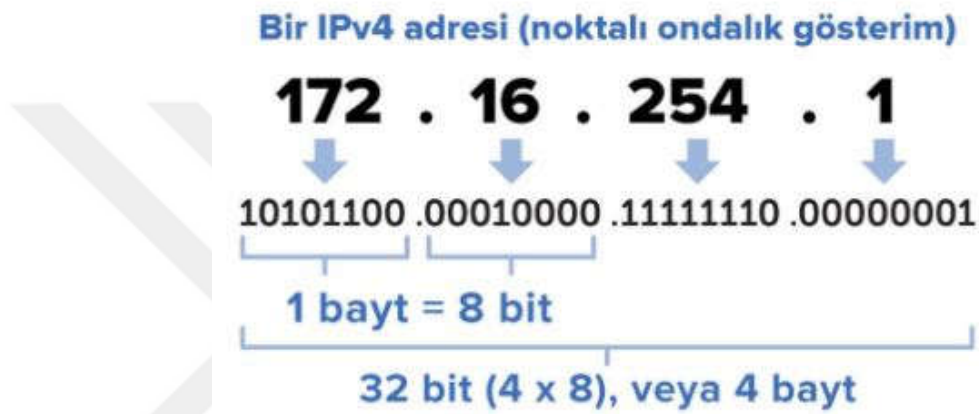 Bir IPv4 adresi (noktalı ondalık gösterim)
172 . 16 . 254 . 1
10101100 .00010000 .11111110 .00000001
1 bayt = 8 bit
32 bit (4 x 8), veya 4 bayt